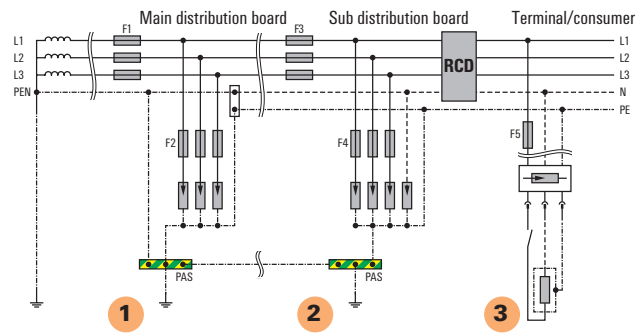 Main distribution board
Sub distribution board
Terminal/consumer
F1
F3
L1
L1
L2
L2
L3
L3
RCD
PEN
N
PE
F2
F4
F5
PAS
PAS
1
2
3